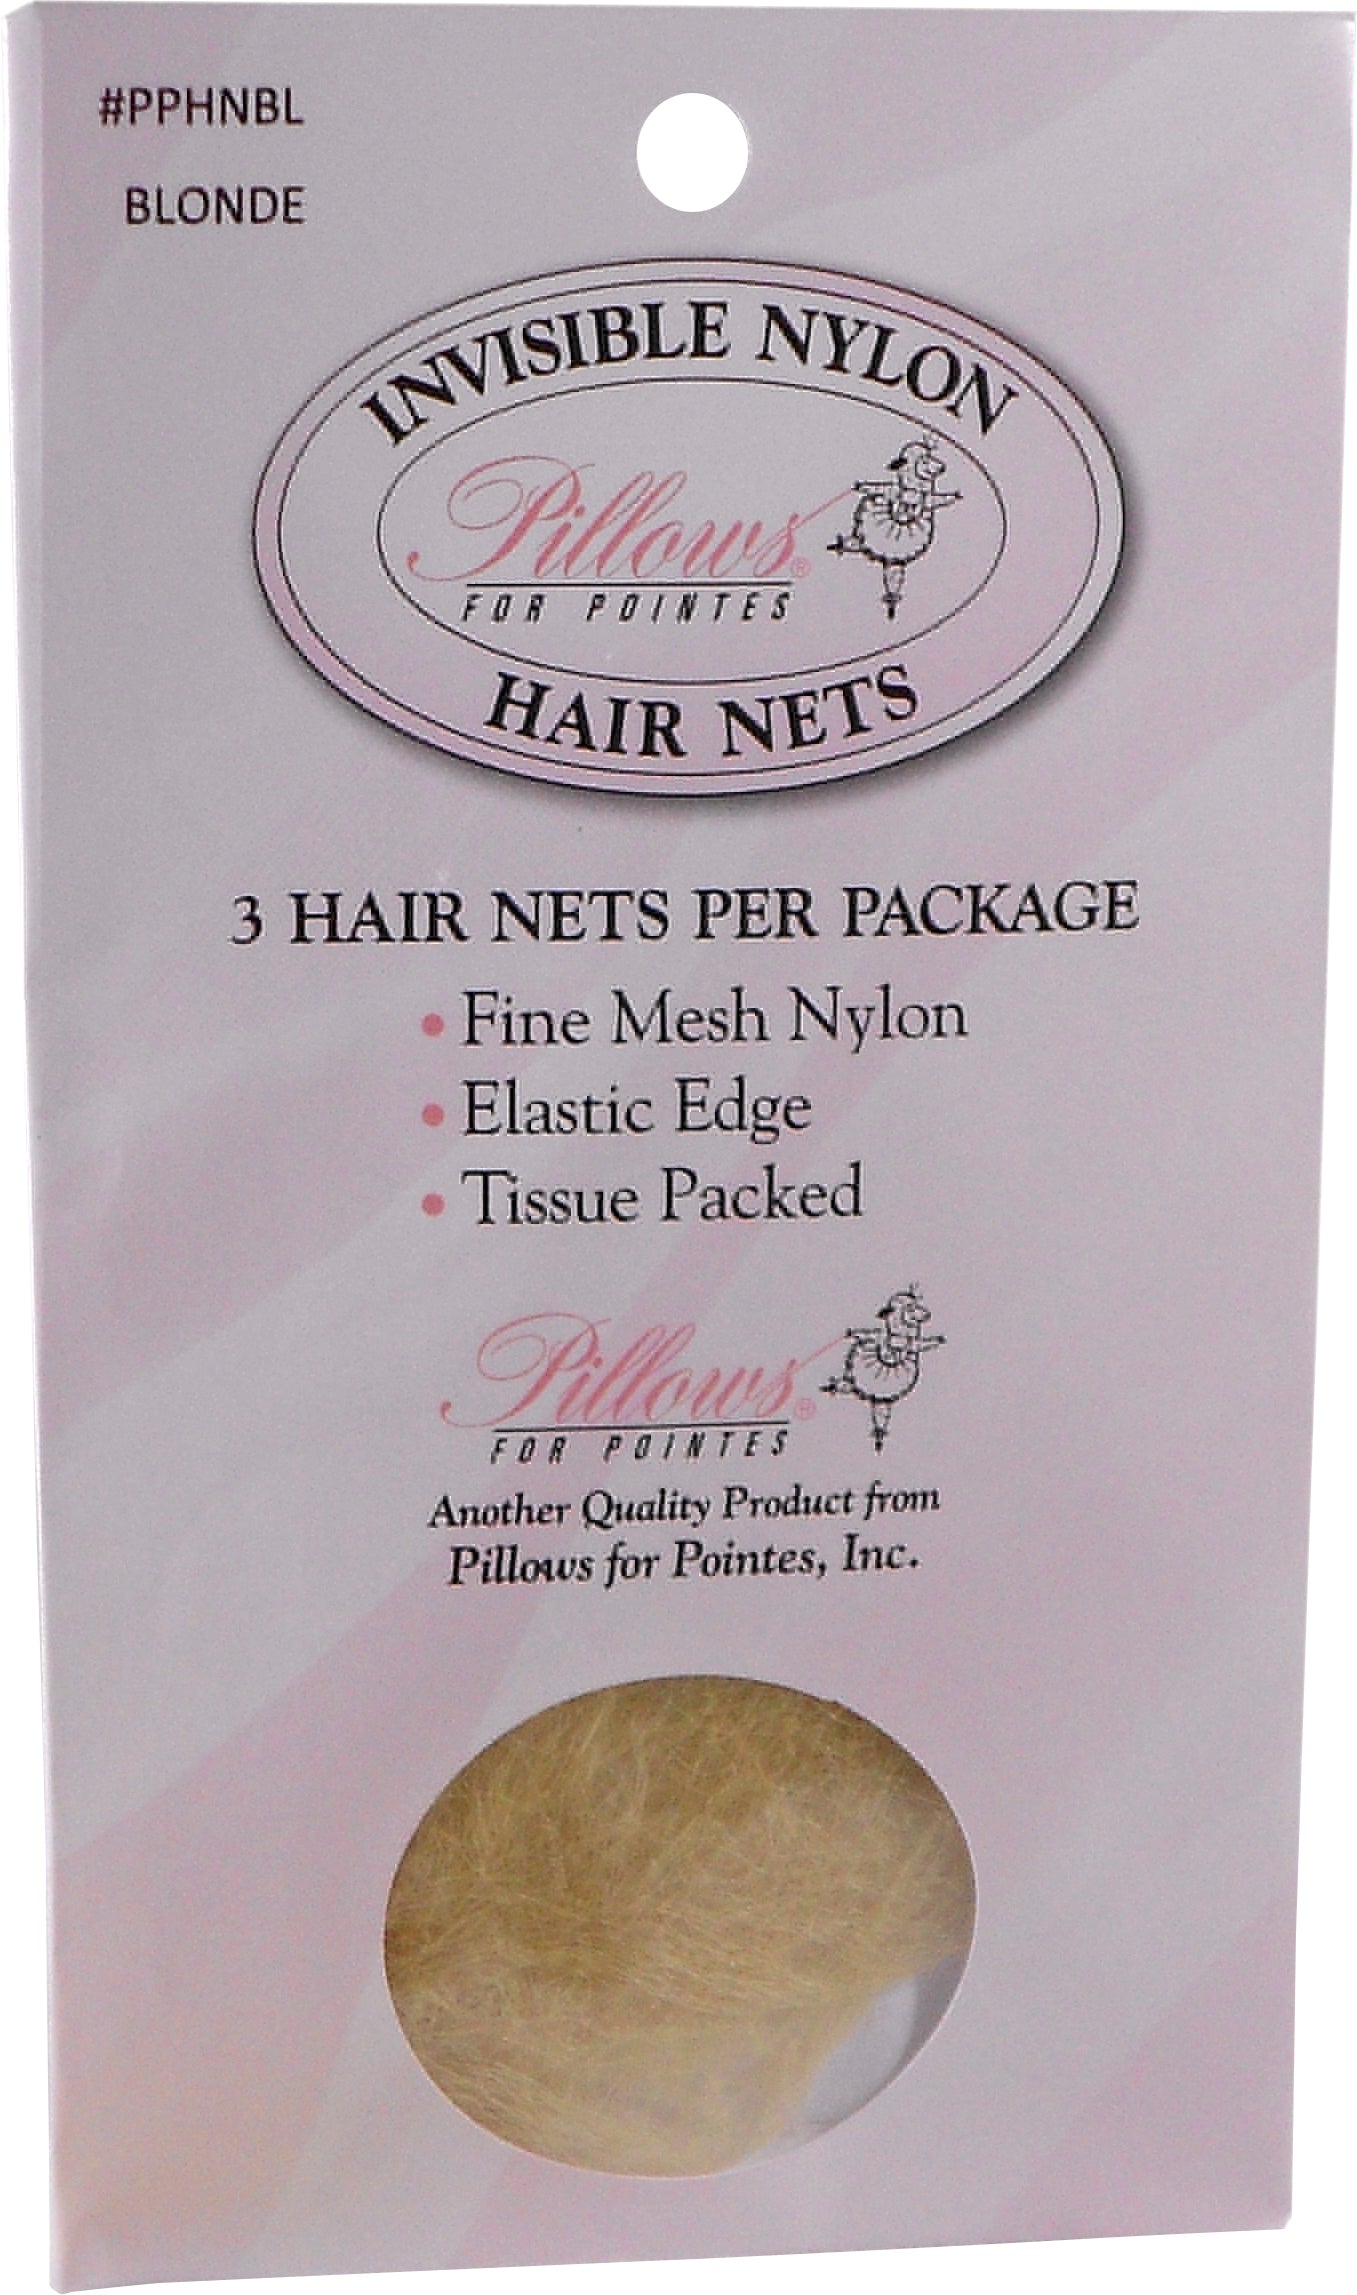 #PPHNBL
BLONDE
INVISIBLE NYLON
Pillows®
FOR POINTES
HAIR NETS
3 HAIR NETS PER PACKAGE
• Fine Mesh Nylon
• Elastic Edge
• Tissue Packed
Pillows®
FOR POINTES
Another Quality Product from
Pillows for Pointes, Inc.